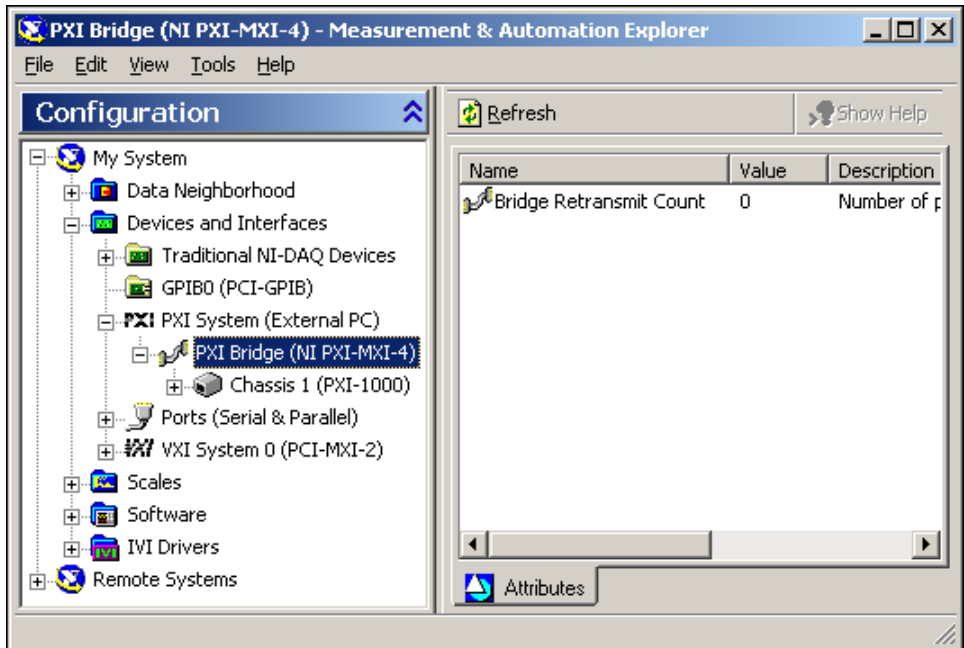 PXI Bridge (NI PXI-MXI-4) - Measurement & Automation Explorer
File Edit View Tools Help
Configuration
My System
Data Neighborhood
Devices and Interfaces
Traditional NI-DAQ Devices
GPIB0 (PCI-GPIB)
PXI PXI System (External PC)
PXI Bridge (NI PXI-MXI-4)
Chassis 1 (PXI-1000)
Ports (Serial & Parallel)
VXI VXI System 0 (PCI-MXI-2)
Scales
Software
IVI IVI Drivers
Remote Systems
Refresh Show Help
Name Value Description
Bridge Retransmit Count 0 Number of
Attributes